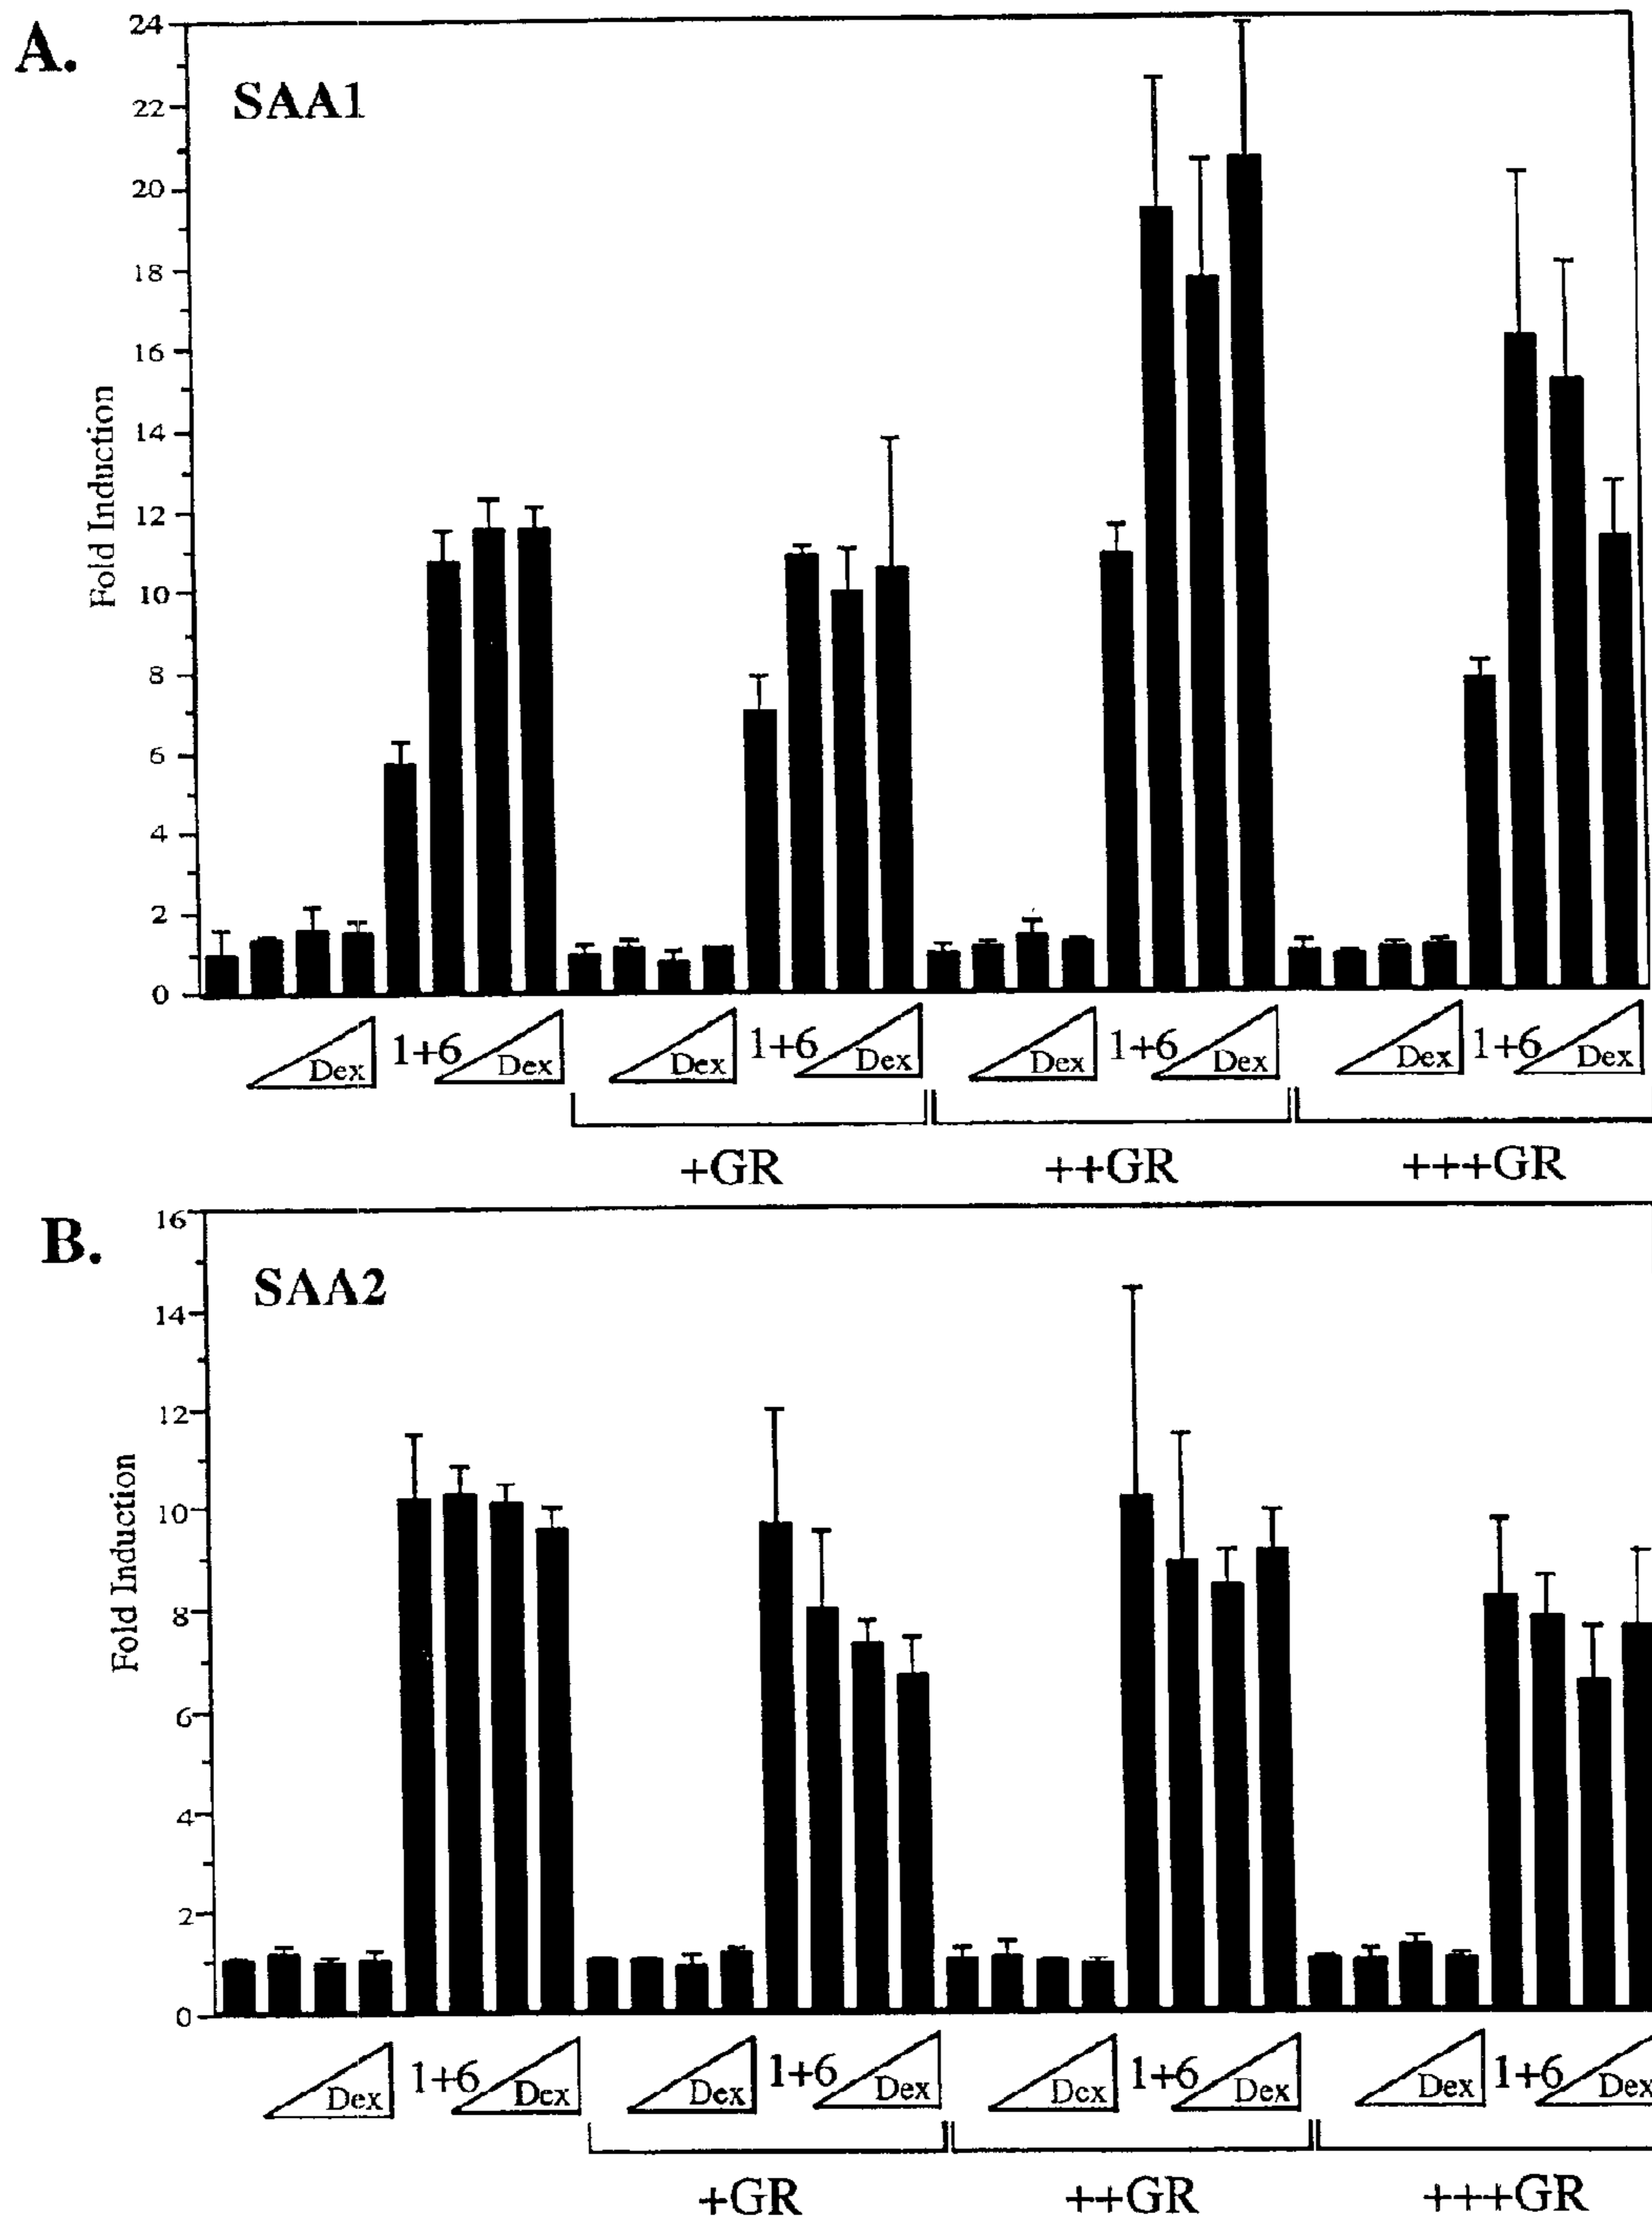 A.
SAA1
Fold Induction
24
22
20
18
16
14
12
10
8
6
4
2
0
Dex 1+6 Dex Dex 1+6 Dex Dex 1+6 Dex Dex 1+6 Dex
+GR ++GR +++GR
B.
SAA2
Fold Induction
16
14
12
10
8
6
4
2
0
Dex 1+6 Dex Dex 1+6 Dex Dex 1+6 Dex Dex 1+6 Dex
+GR ++GR +++GR